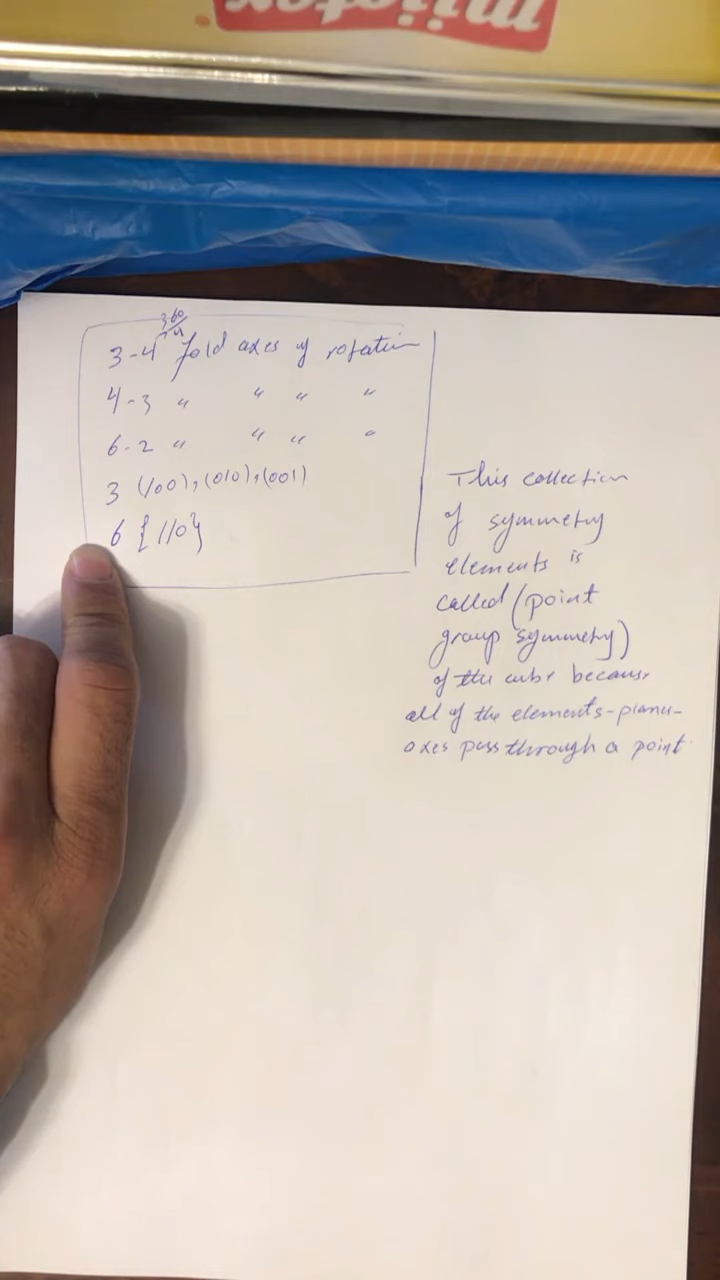 360
4
3-4 fold axes of rotation
4-3 " " " "
6-2 " " " "
3 (100), (010), (001)
6 {110}
This collection
of symmetry
elements is
called (point
group symmetry)
of the cube because
all of the elements-planes-
axes pass through a point.